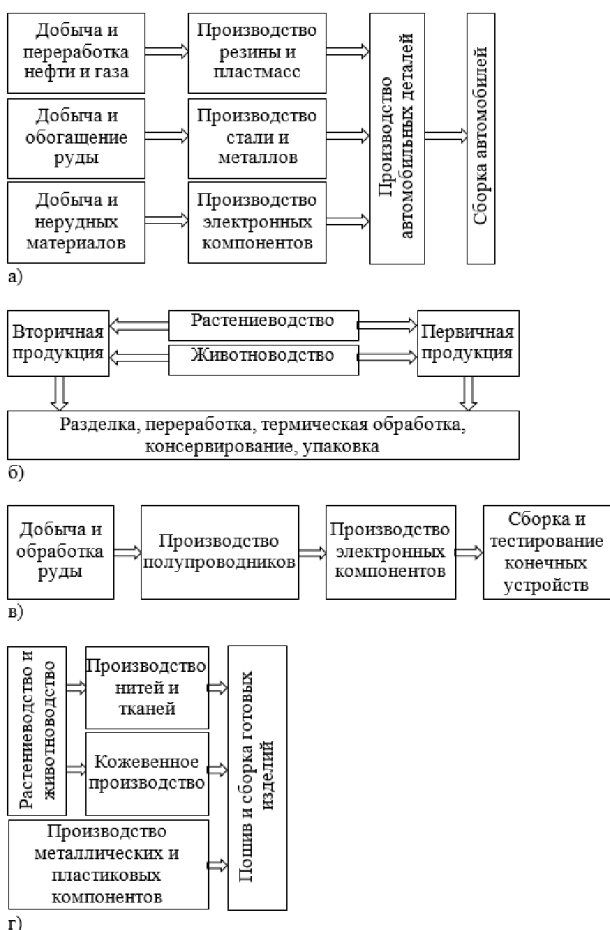 Добыча и
переработка
нефти и газа
Производство
резины и
пластмасс
Добыча и
обогащение
руды
Производство
стали и
металлов
Добыча и
нерудных
материалов
Производство
электронных
компонентов
Производство
автомобильных деталей
Сборка автомобилей
а)
Вторичная
продукция
Растениеводство
Животноводство
Первичная
продукция
Разделка, переработка, термическая обработка,
консервирование, упаковка
б)
Добыча и
обработка
руды
Производство
полупроводников
Производство
электронных
компонентов
Сборка и
тестирование
конечных
устройств
в)
Растениеводство и
животноводство
Производство
нитей и
тканей
Кожевенное
производство
Производство
металлических и
пластиковых
компонентов
Пошив и сборка готовых
изделий
г)